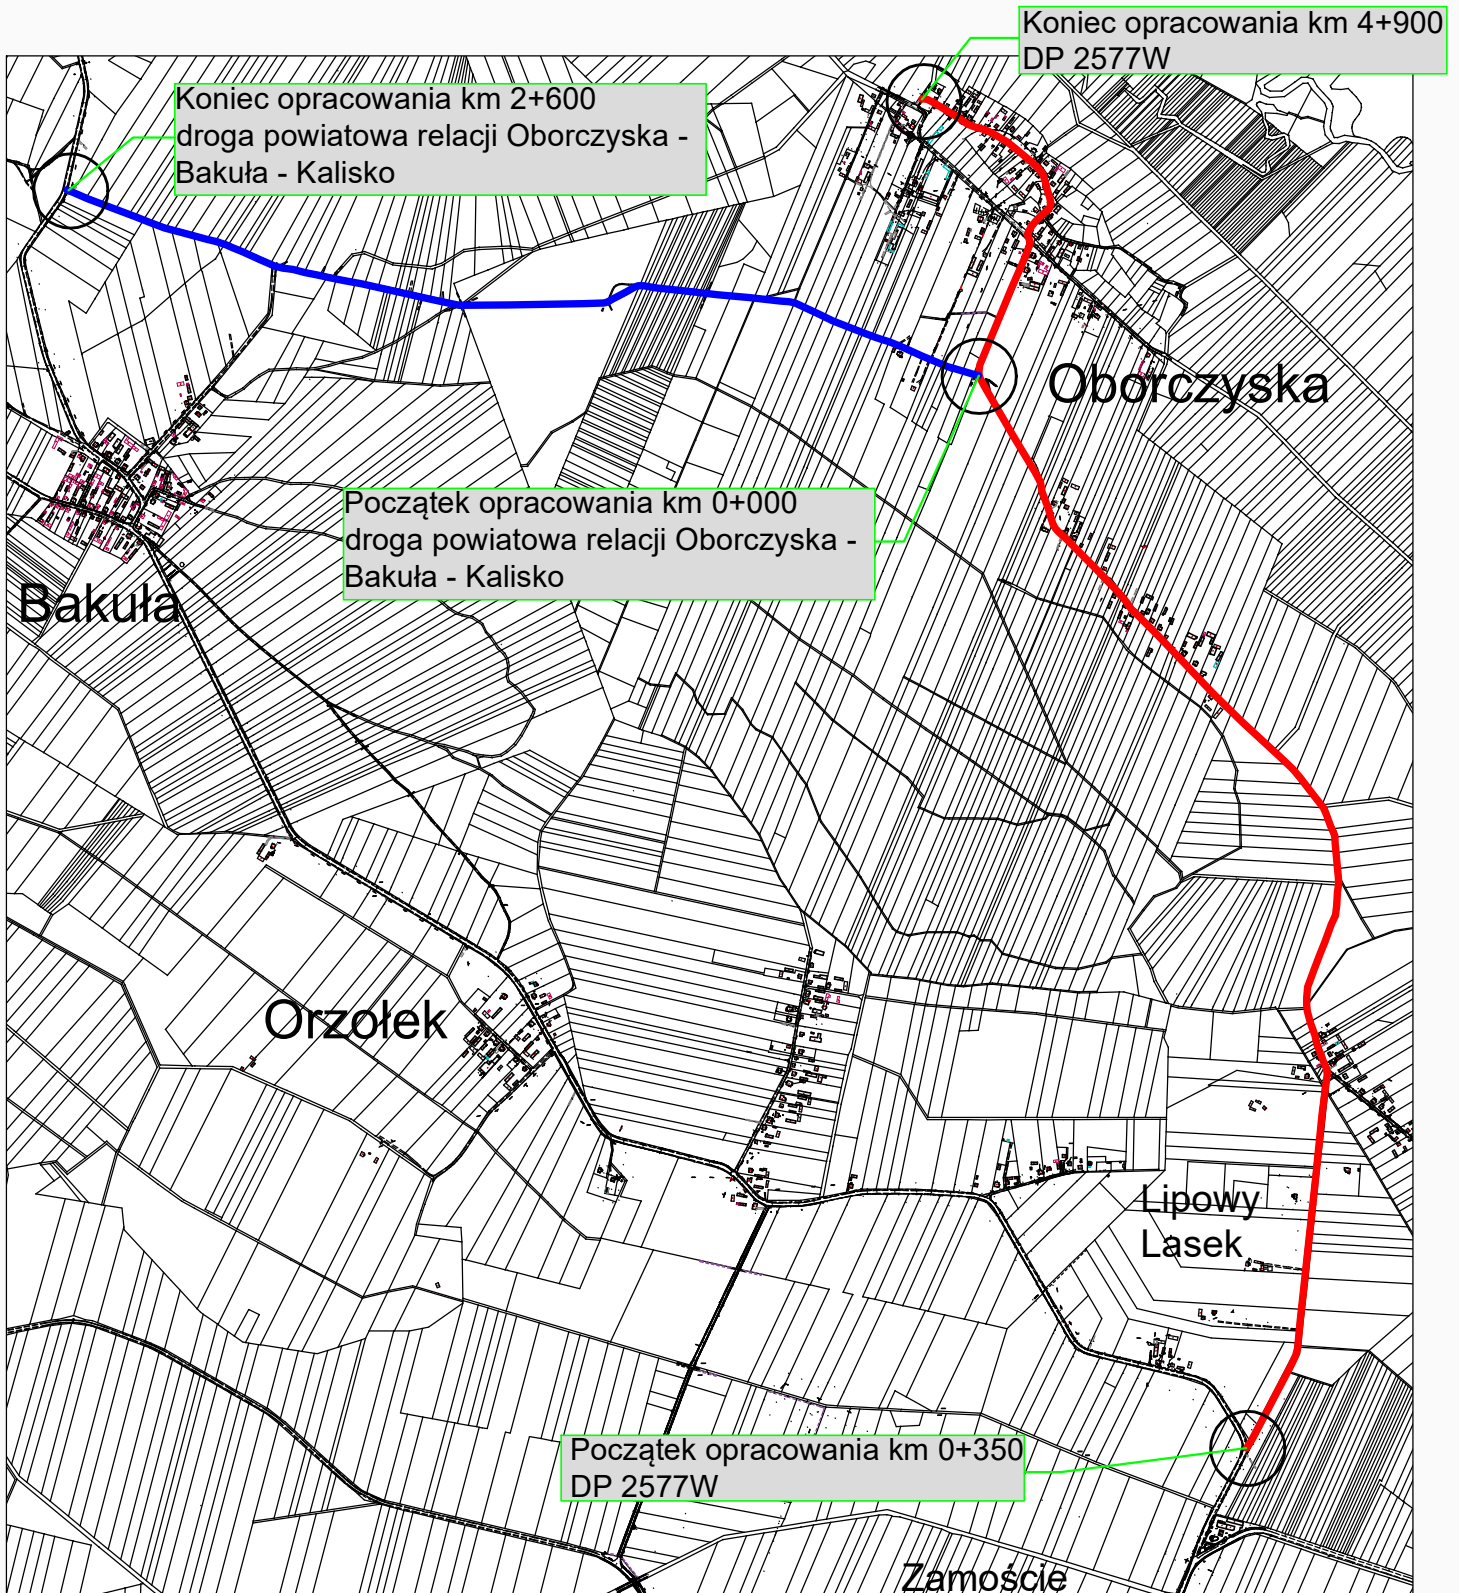 Koniec opracowania km 4+900
DP 2577W
Koniec opracowania km 2+600
droga powiatowa relacji Oborczyska -
Bakuła - Kalisko
Oborczyska
Początek opracowania km 0+000
droga powiatowa relacji Oborczyska -
Bakuła - Kalisko
Bakuła
Orzołek
Lipowy
Lasek
Początek opracowania km 0+350
DP 2577W
Zamoście